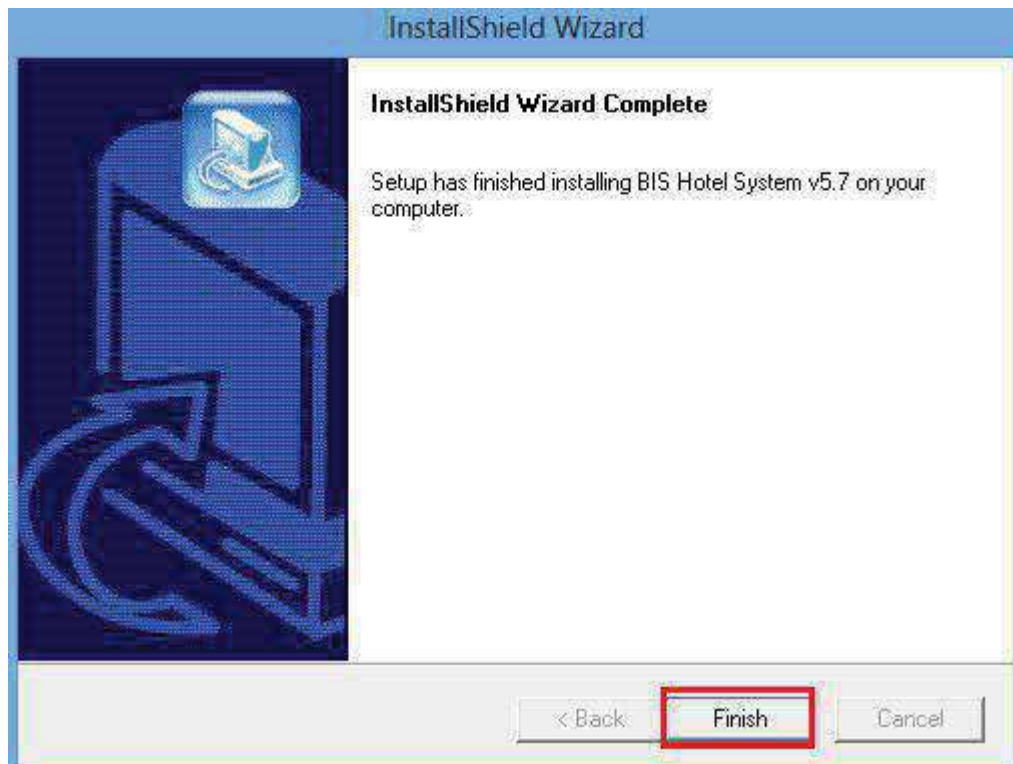 InstallShield Wizard
InstallShield Wizard Complete
Setup has finished installing BIS Hotel System v5.7 on your
computer.
< Back
Finish
Cancel